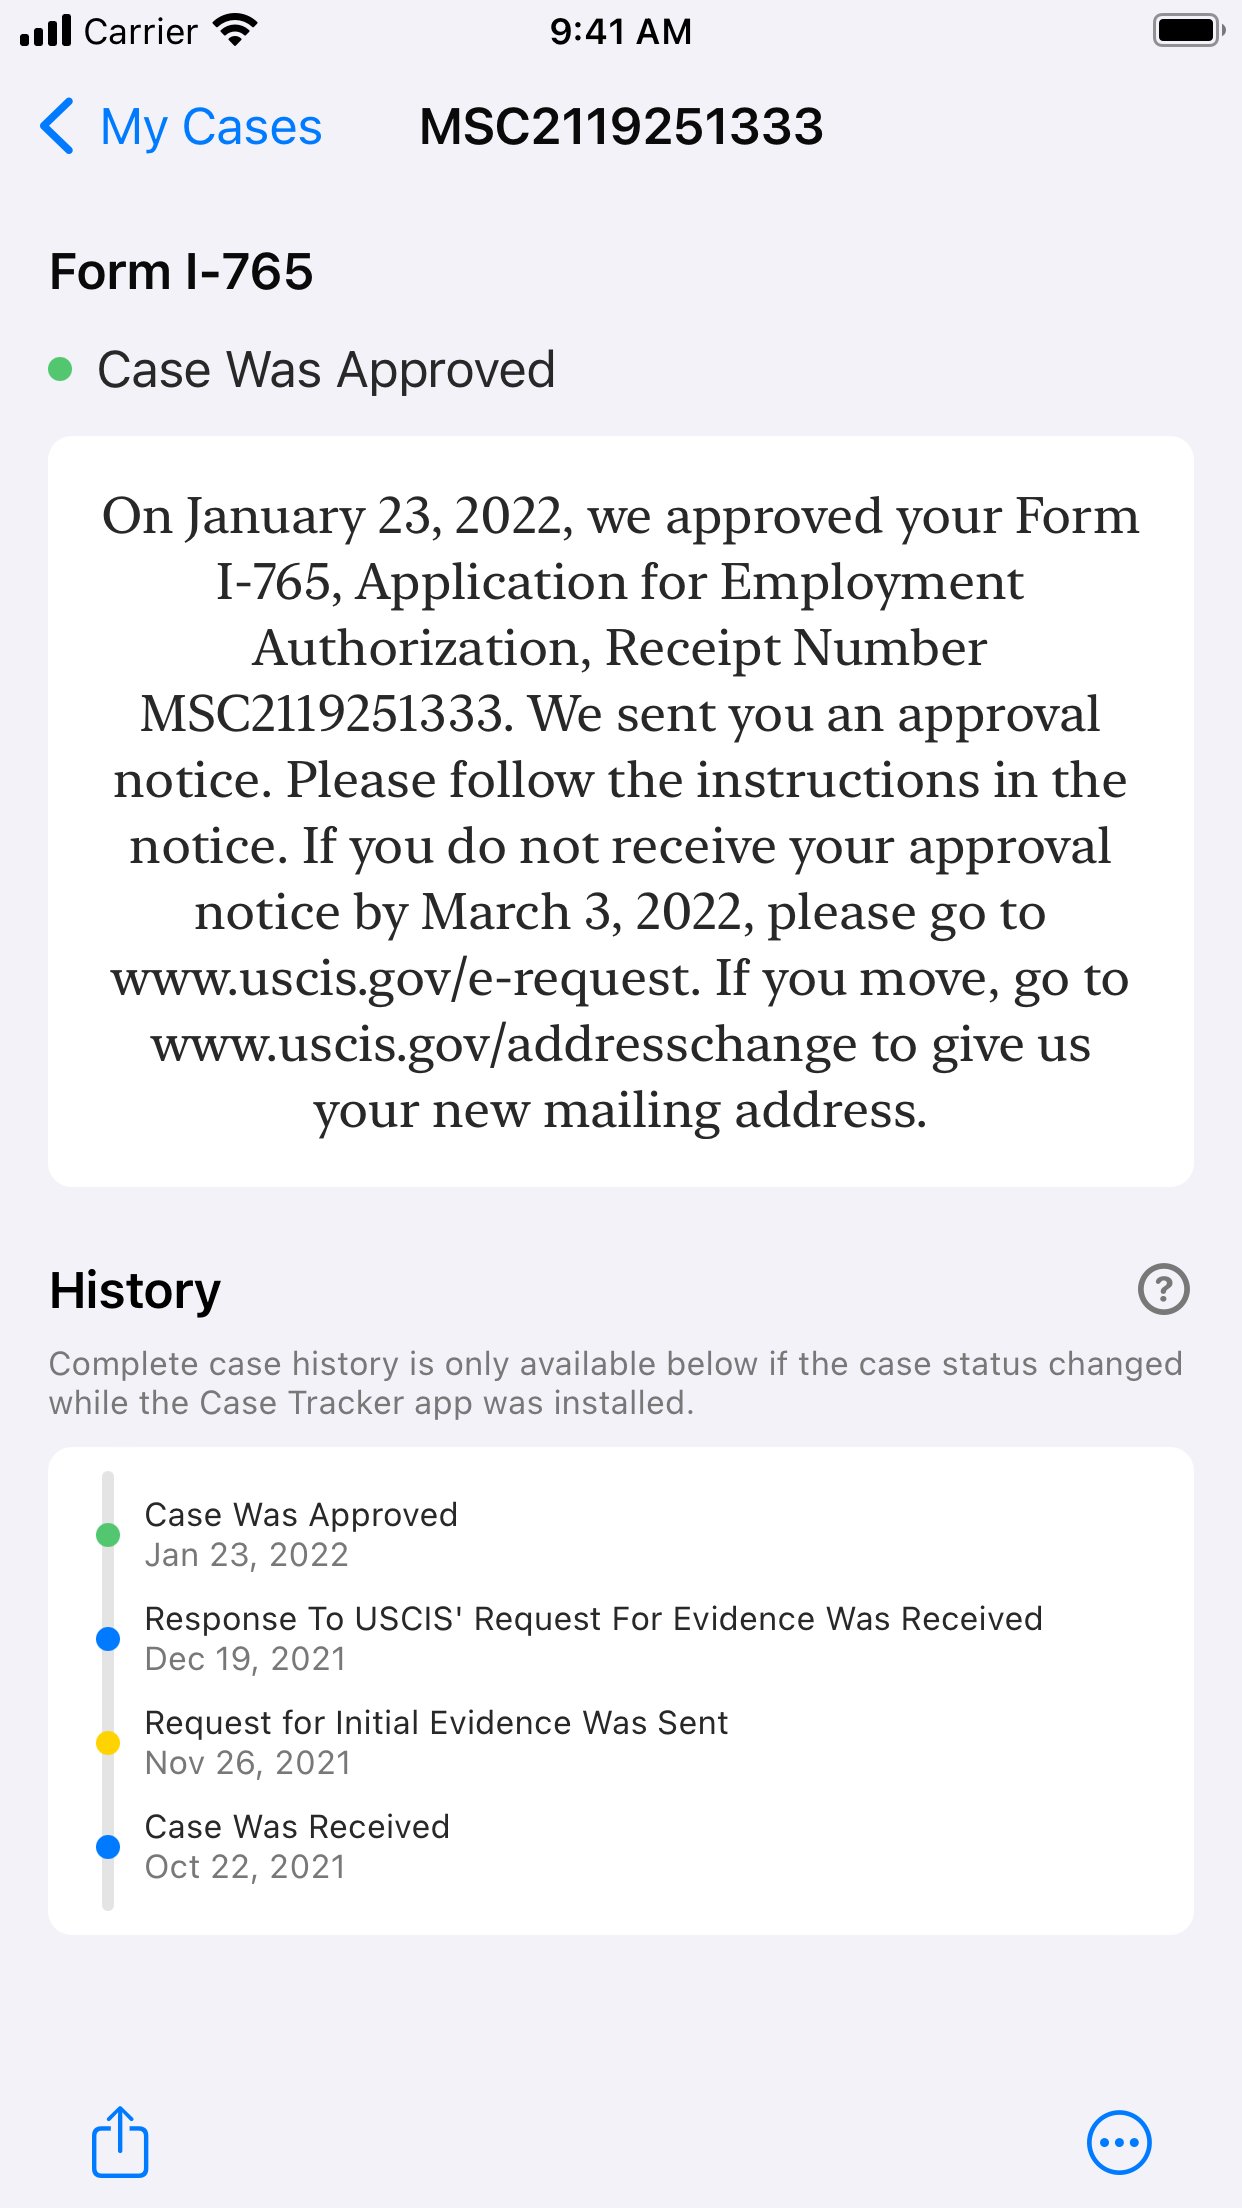 Carrier 9:41 AM
My Cases MSC2119251333
Form I-765
Case Was Approved
On January 23, 2022, we approved your Form
I-765, Application for Employment
Authorization, Receipt Number
MSC2119251333. We sent you an approval
notice. Please follow the instructions in the
notice. If you do not receive your approval
notice by March 3, 2022, please go to
www.uscis.gov/e-request. If you move, go to
www.uscis.gov/addresschange to give us
your new mailing address.
History ?
Complete case history is only available below if the case status changed
while the Case Tracker app was installed.
Case Was Approved
Jan 23, 2022
Response To USCIS' Request For Evidence Was Received
Dec 19, 2021
Request for Initial Evidence Was Sent
Nov 26, 2021
Case Was Received
Oct 22, 2021